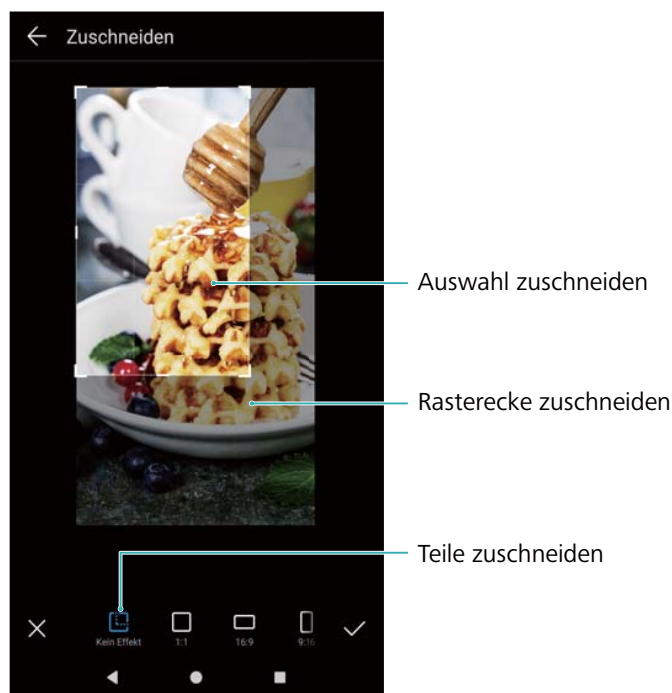 Zuschneiden
Auswahl zuschneiden
Rasterecke zuschneiden
Teile zuschneiden
Kein Effekt
1:1
16:9
9:16